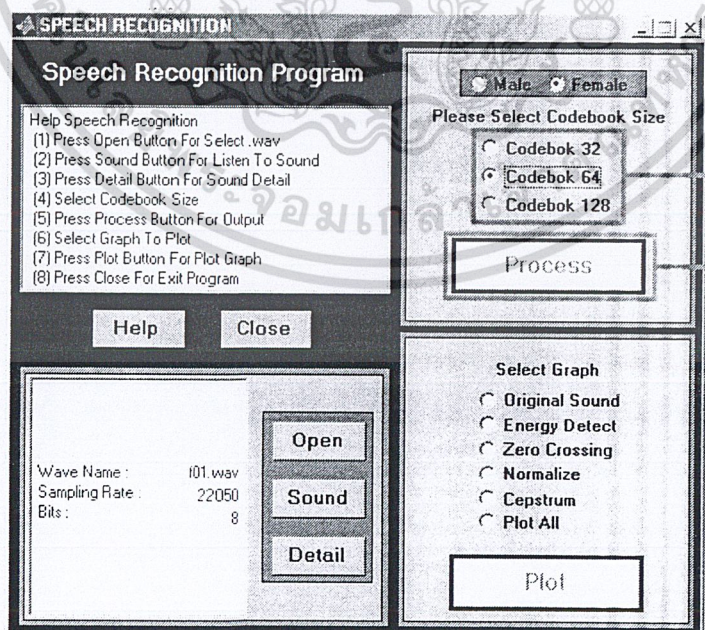 SPEECH RECOGNITION
Speech Recognition Program
Help Speech Recognition
(1) Press Open Button For Select .wav
(2) Press Sound Button For Listen To Sound
(3) Press Detail Button For Sound Detail
(4) Select Codebook Size
(5) Press Process Button For Output
(6) Select Graph To Plot
(7) Press Plot Button For Plot Graph
(8) Press Close For Exit Program
Help Close
Wave Name : f01.wav
Sampling Rate : 22050
Bits : 8
Open
Sound
Detail
Male Female
Please Select Codebook Size
Codebok 32
Codebok 64
Codebok 128
Process
Select Graph
Original Sound
Energy Detect
Zero Crossing
Normalize
Cepstrum
Plot All
Plot